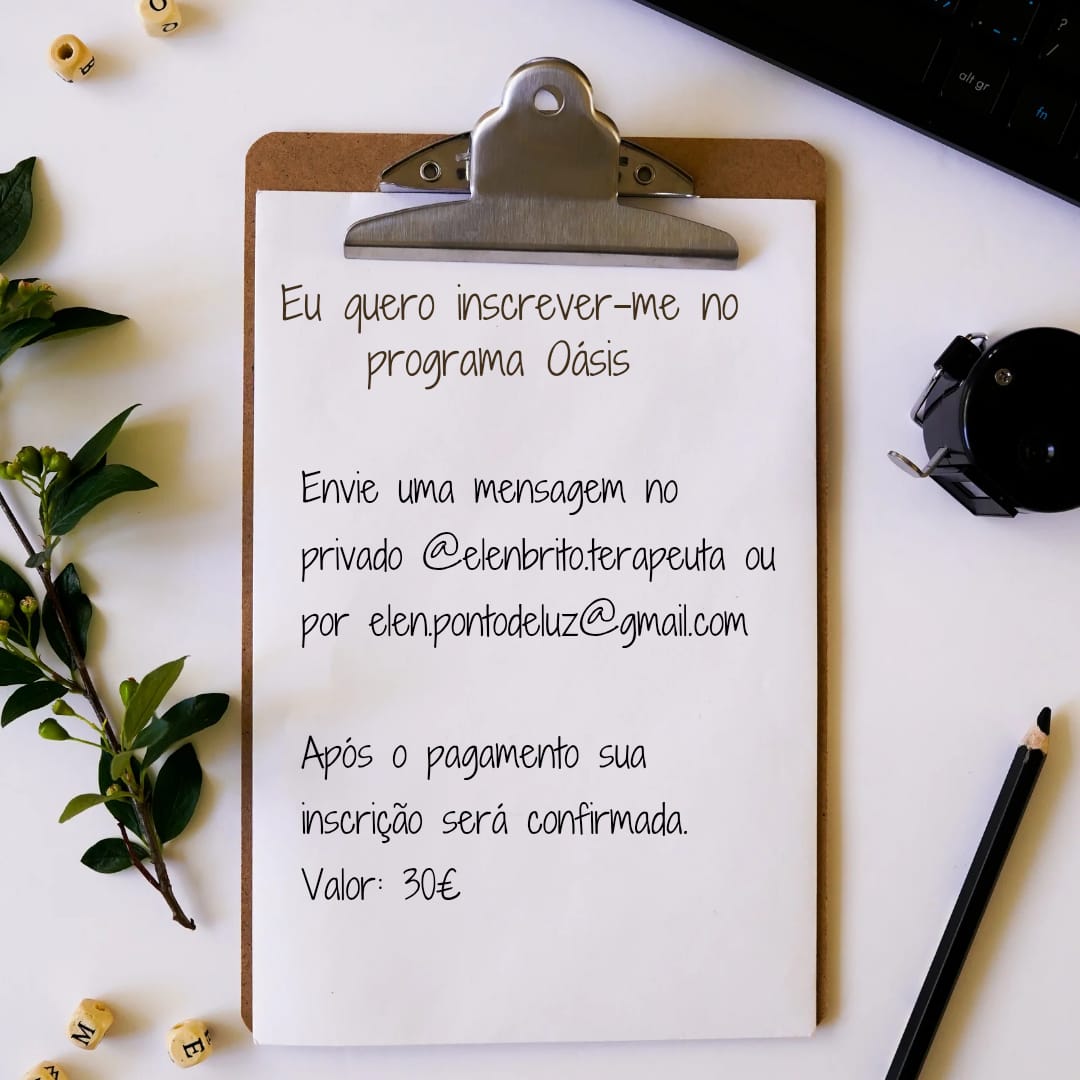 O
B
alt gr
fn
?
/
Eu quero inscrever-me no
programa Oásis
Envie uma mensagem no
privado @elenbrito.terapeuta ou
por elen.pontodeluz@gmail.com
Após o pagamento sua
inscrição será confirmada.
Valor: 30€
M
E